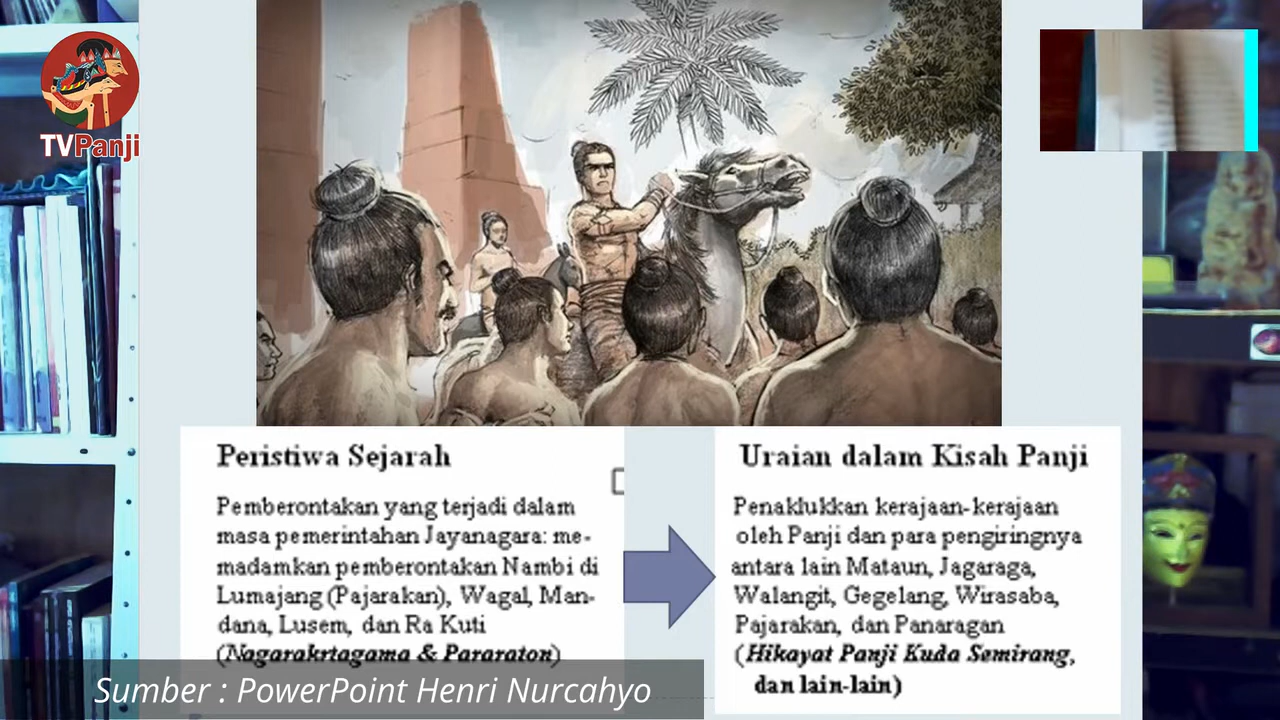 TVPanji
Peristiwa Sejarah
Pemberontakan yang terjadi dalam
masa pemerintahan Jayanagara: me-
madamkan pemberontakan Nambi di
Lumajang (Pajarakan), Wagal, Man-
dana, Lusem, dan Ra Kuti
(Nagarakrtagama & Pararaton)
Uraian dalam Kisah Panji
Penaklukkan kerajaan-kerajaan
oleh Panji dan para pengiringnya
antara lain Mataun, Jagaraga,
Walangit, Gegelang, Wirasaba,
Pajarakan, dan Panaragan
(Hikayat Panji Kuda Semirang,
dan lain-lain)
Sumber : PowerPoint Henri Nurcahyo